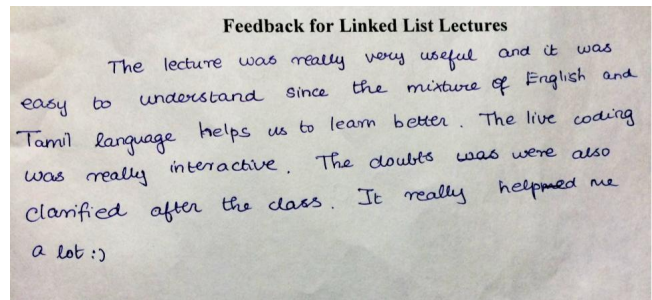 Feedback for Linked List Lectures
The lecture was really very useful and it was
easy to understand since the mixture of English and
Tamil language helps us to learn better. The live coding
was really interactive. The doubts was were also
clarified after the class. It really helpmed me
a lot :)